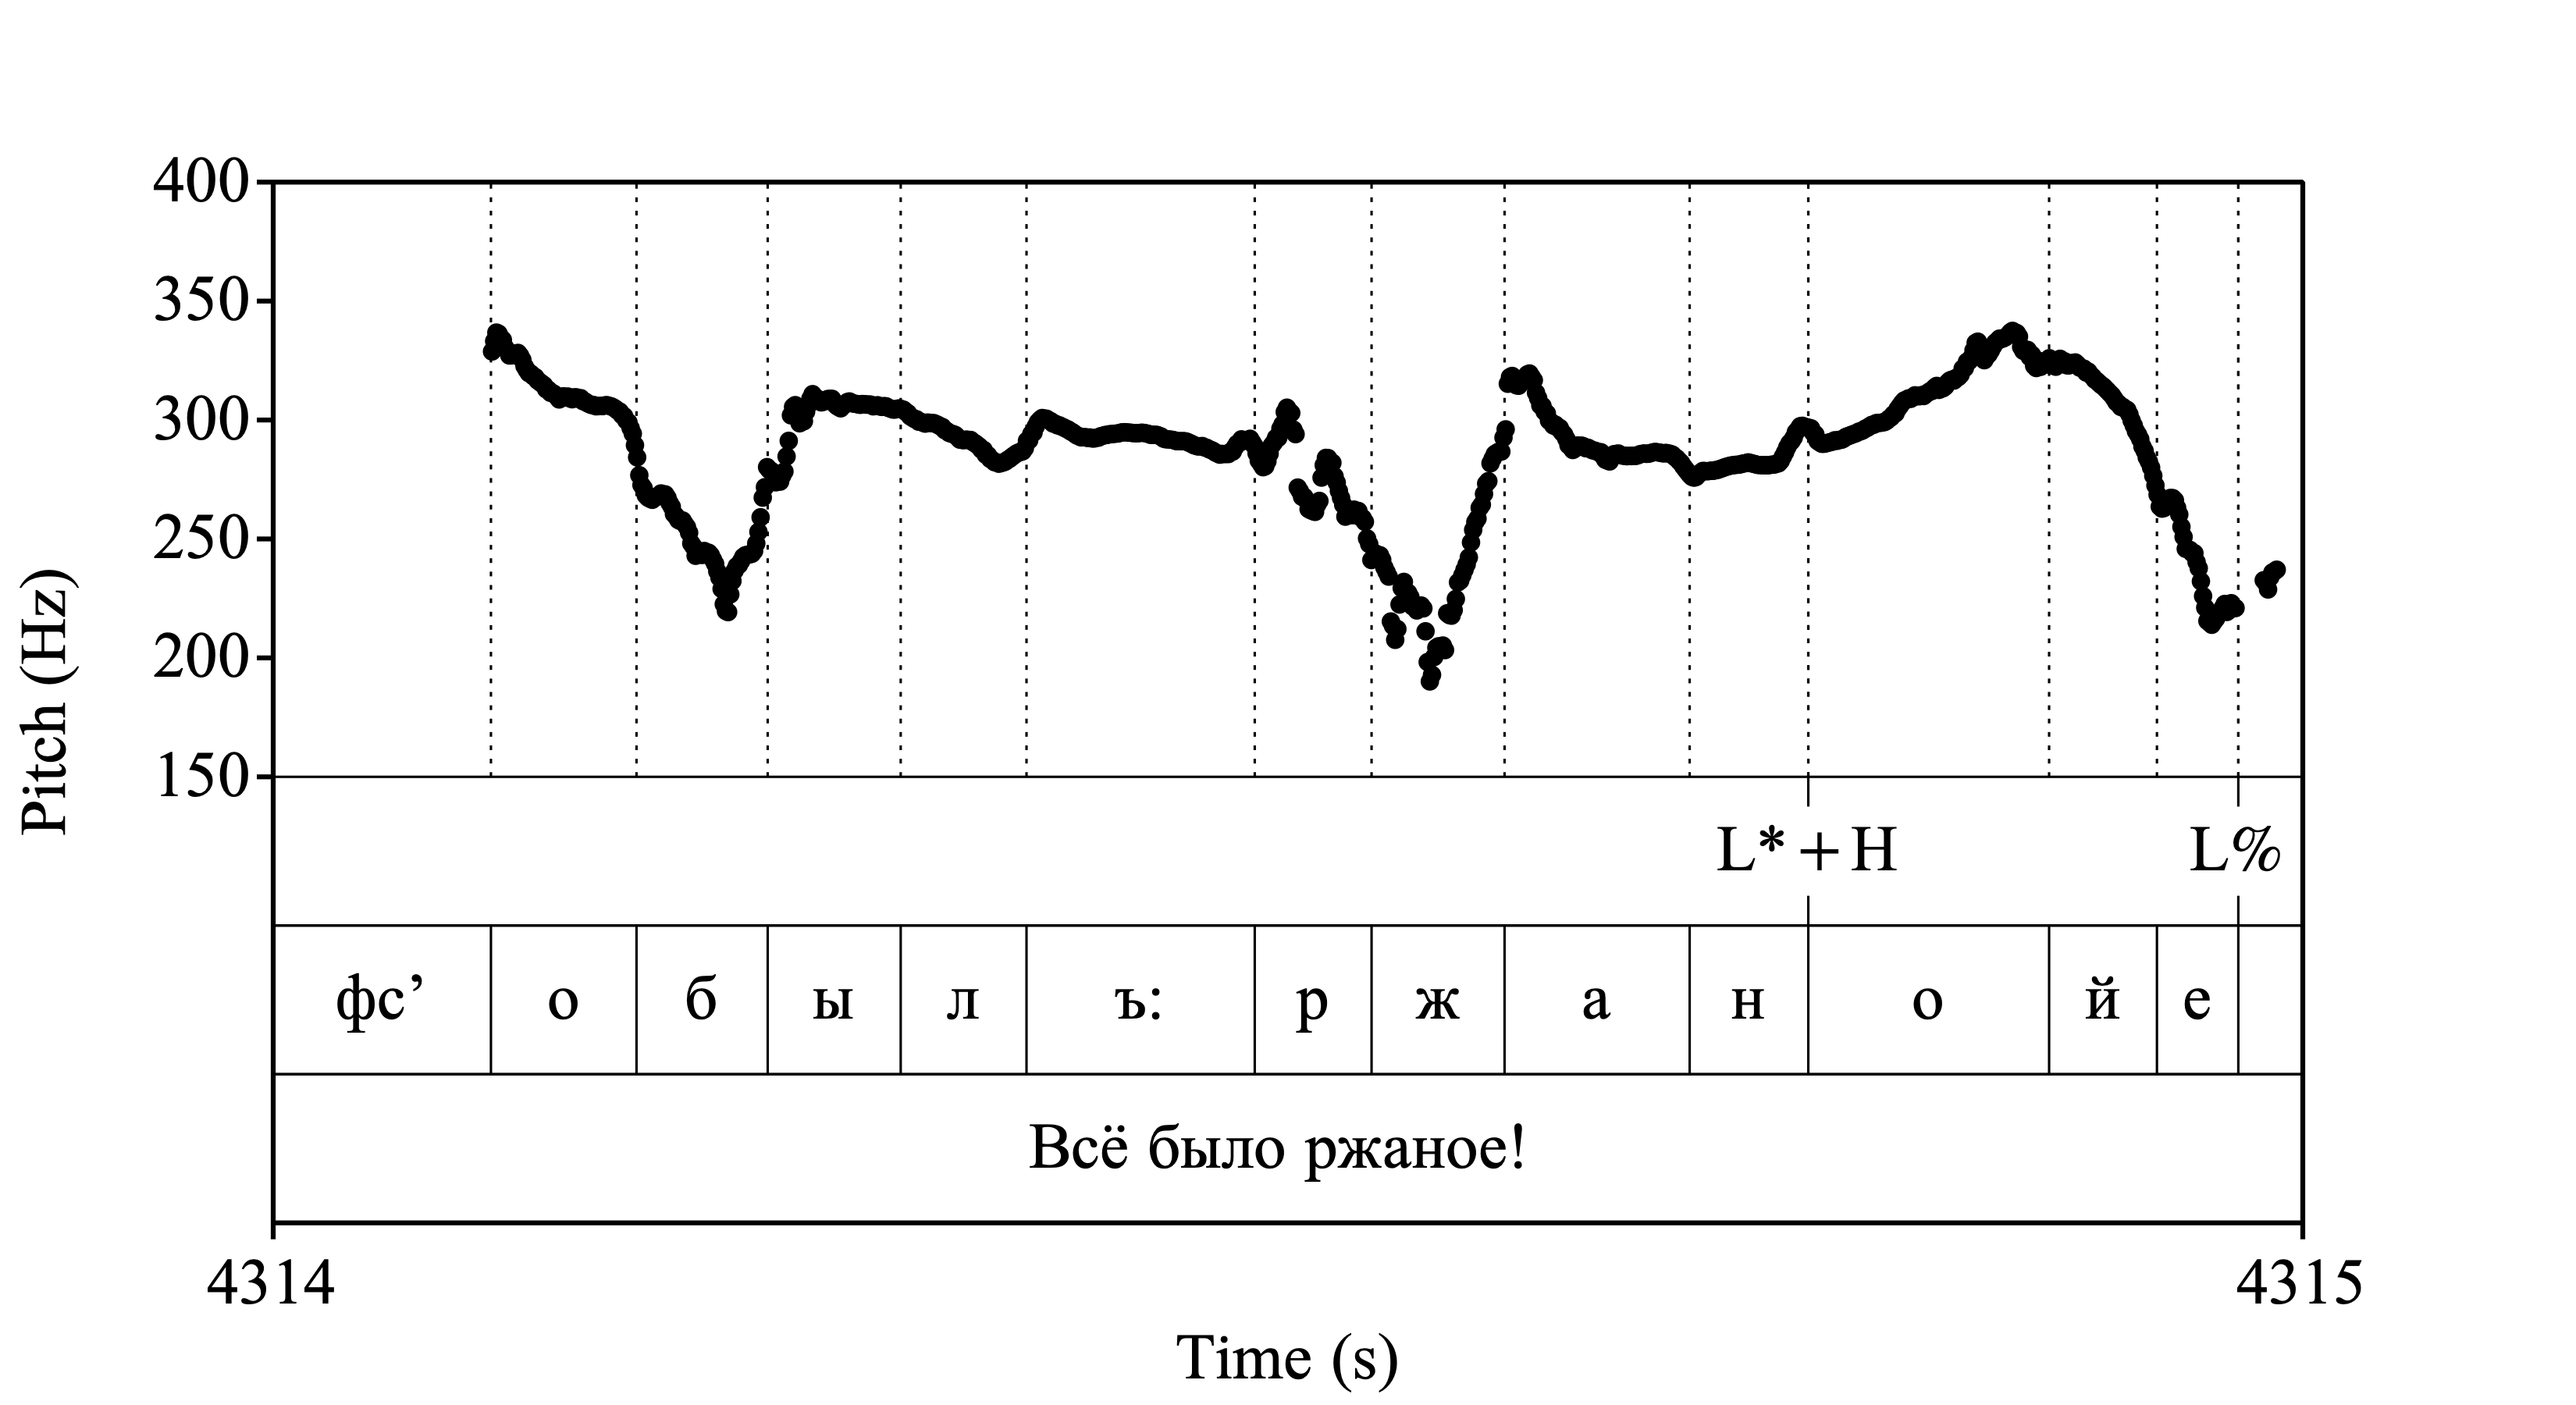 400
350
300
250
200
150
Pitch (Hz)
L*+H L%
фс’ о б ы л ъ: р ж а н о й е
Всё было ржаное!
4314 4315
Time (s)